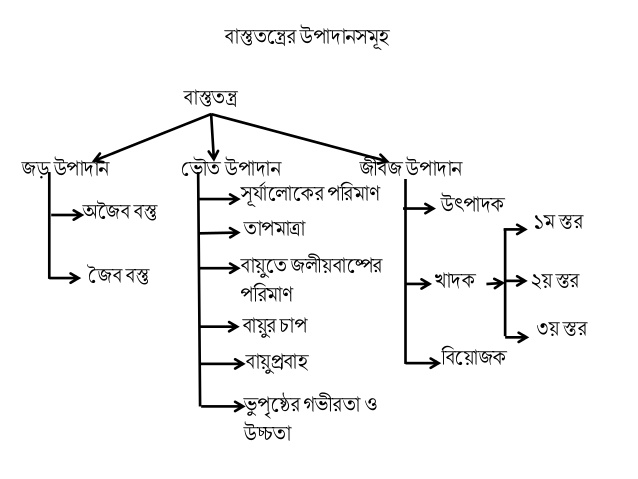 বাস্তুতন্ত্রের উপাদানসমূহ
বাস্তুতন্ত্র
জড় উপাদান
অজৈব বস্তু
জৈব বস্তু
ভৌত উপাদান
সূর্যালোকের পরিমাণ
তাপমাত্রা
বায়ুতে জলীয়বাষ্পের
পরিমাণ
বায়ুর চাপ
বায়ুপ্রবাহ
ভুপৃষ্ঠের গভীরতা ও
উচ্চতা
জীবজ উপাদান
উৎপাদক
খাদক
১ম স্তর
২য় স্তর
৩য় স্তর
বিয়োজক